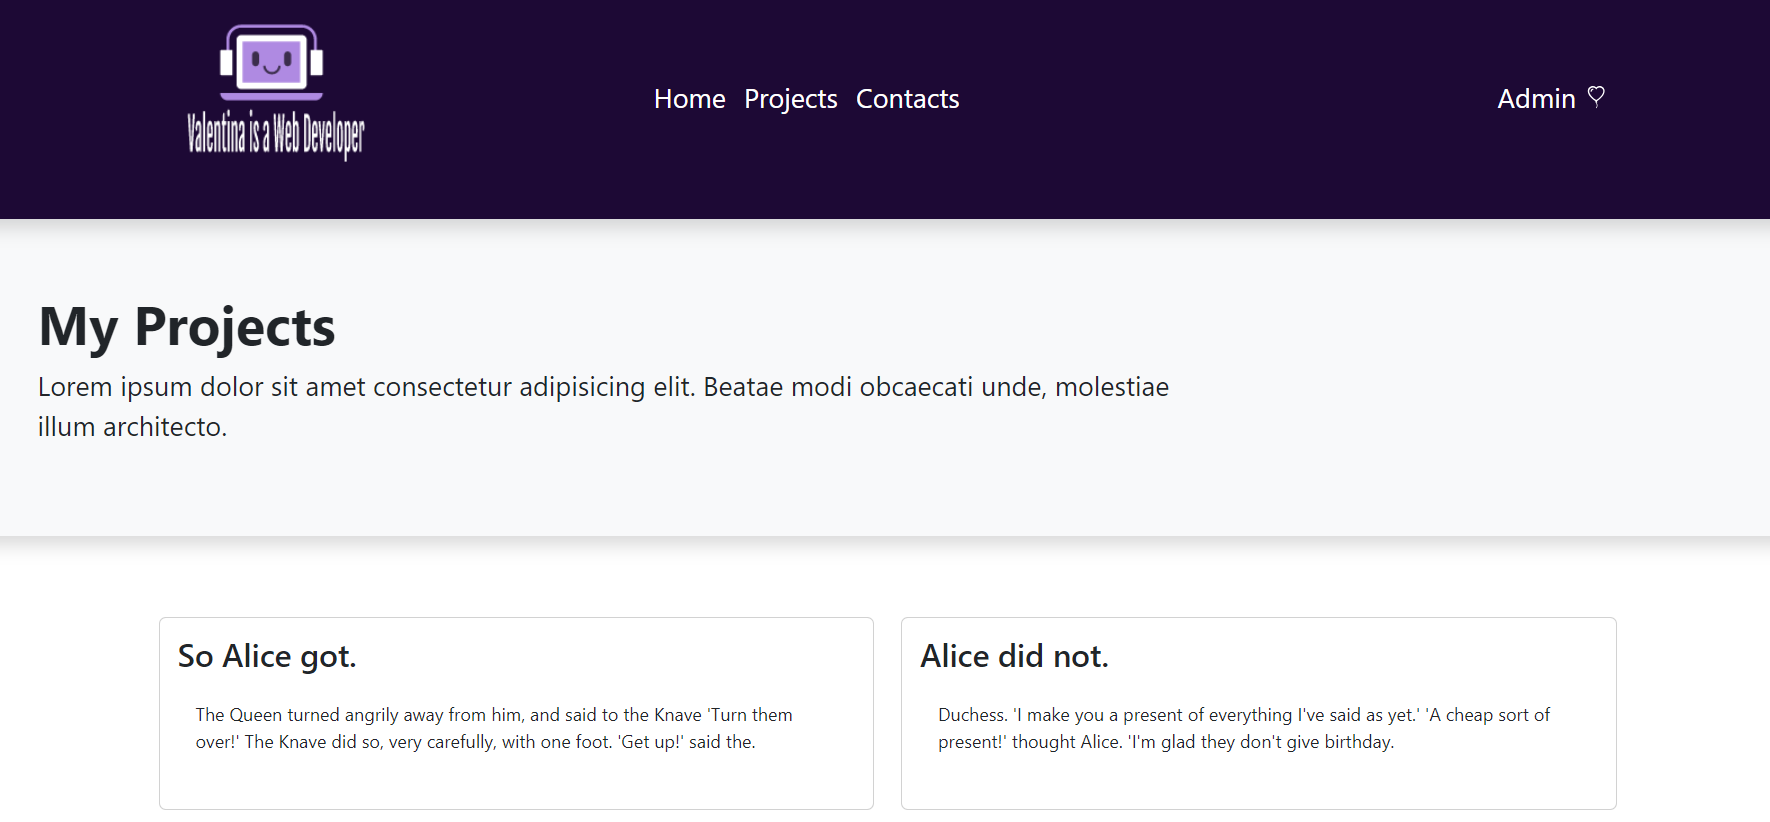 Valentina is a Web Developer
Home Projects Contacts
Admin
My Projects
Lorem ipsum dolor sit amet consectetur adipisicing elit. Beatae modi obcaecati unde, molestiae
illum architecto.
So Alice got.
The Queen turned angrily away from him, and said to the Knave 'Turn them
over!' The Knave did so, very carefully, with one foot. 'Get up!' said the.
Alice did not.
Duchess. 'I make you a present of everything I've said as yet.' 'A cheap sort of
present!' thought Alice. 'I'm glad they don't give birthday.